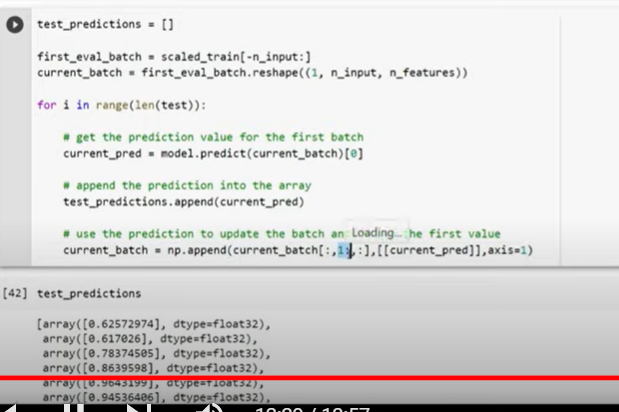 test_predictions = []
first_eval_batch = scaled_train[-n_input:]
current_batch = first_eval_batch.reshape((1, n_input, n_features))
for i in range(len(test)):
# get the prediction value for the first batch
current_pred = model.predict(current_batch)[0]
# append the prediction into the array
test_predictions.append(current_pred)
# use the prediction to update the batch an Loading... he first value
current_batch = np.append(current_batch[:,1:,:],[[current_pred]],axis=1)
[42] test_predictions
[array([0.62572974], dtype=float32),
array([0.617026], dtype=float32),
array([0.78374505], dtype=float32),
array([0.8639598], dtype=float32),
array([0.9643199], dtype=float32),
array([0.94536406], dtype=float32),